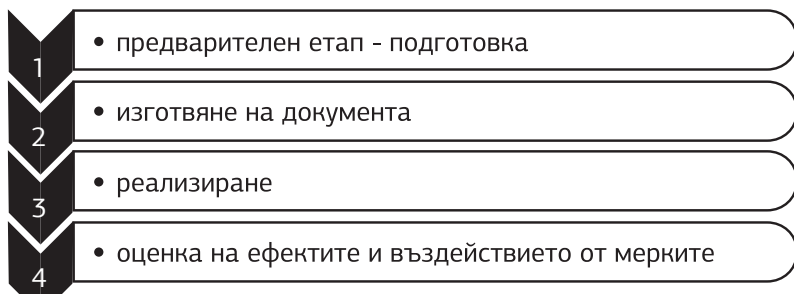 1 • предварителен етап - подготовка
2 • изготвяне на документа
3 • реализиране
4 • оценка на ефектите и въздействието от мерките